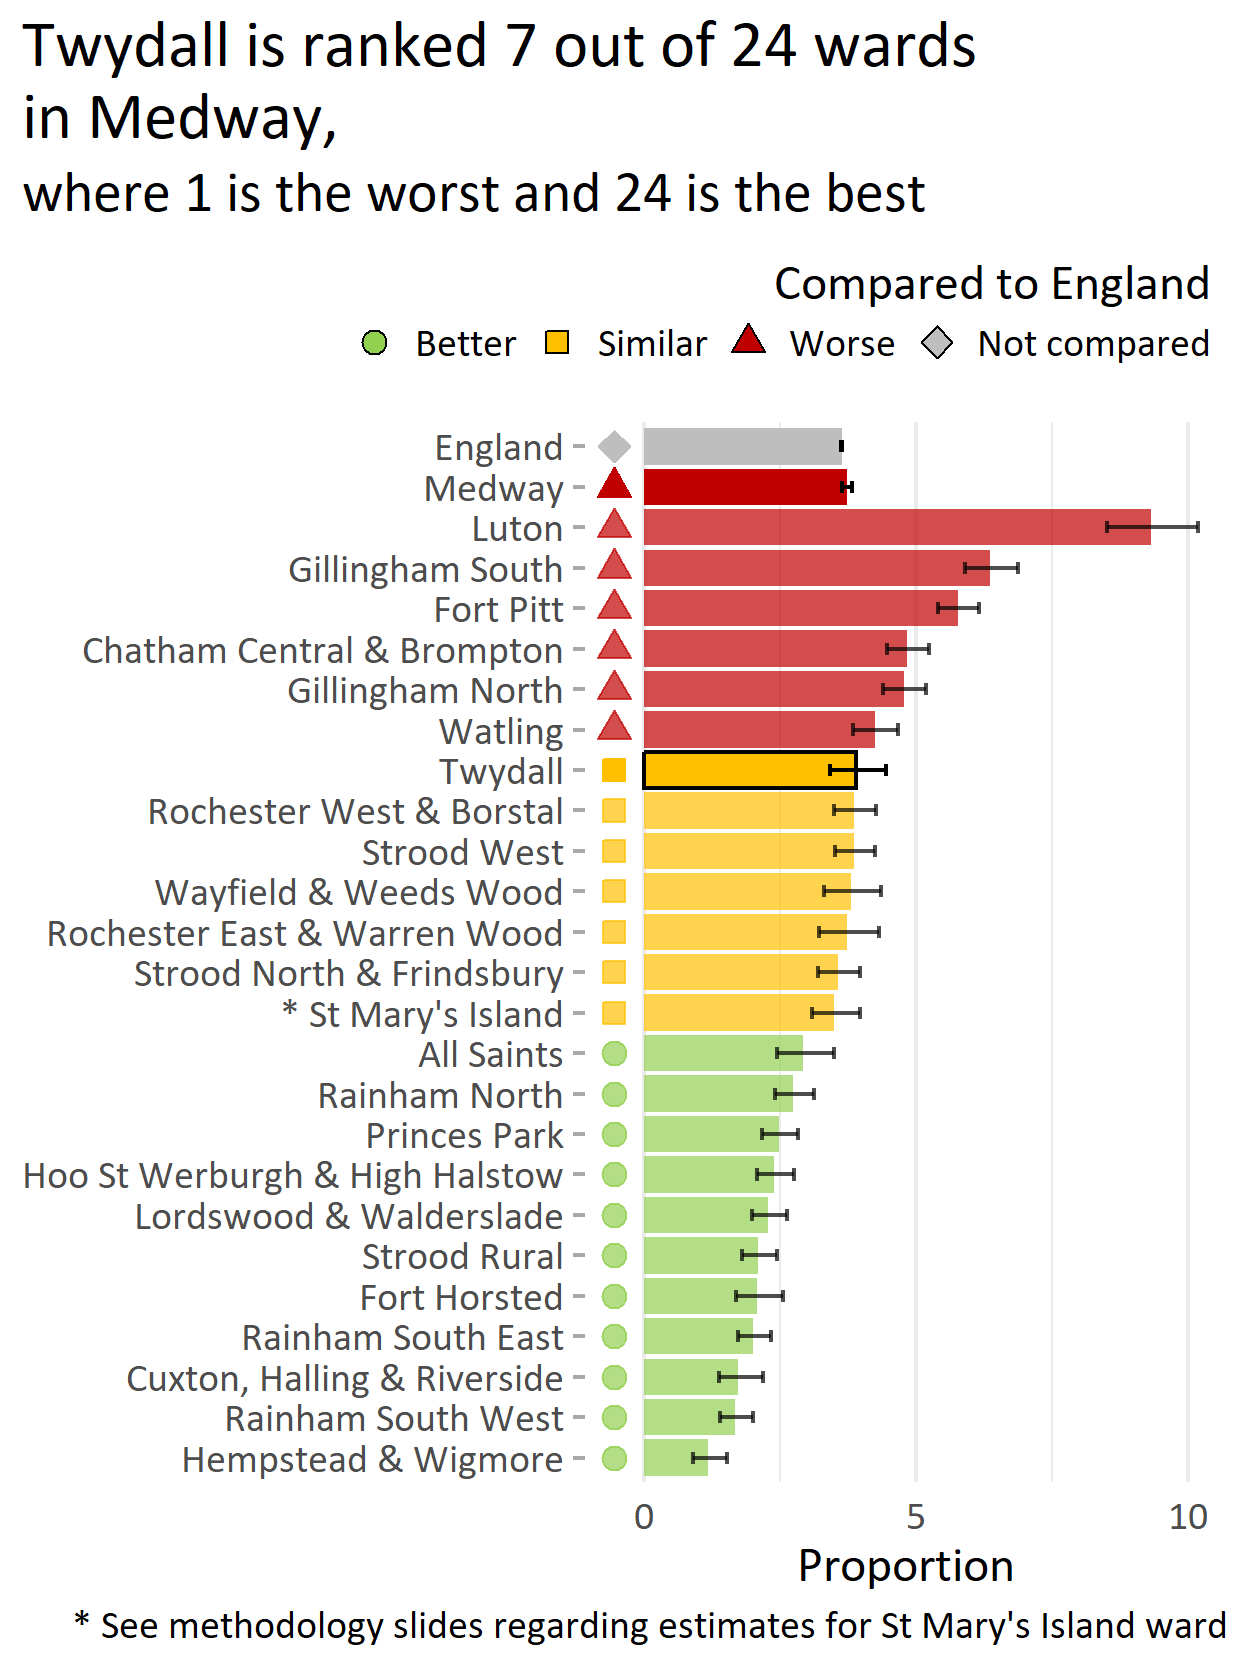 Twydall is ranked 7 out of 24 wards
in Medway,
where 1 is the worst and 24 is the best
Compared to England
Better Similar Worse Not compared
England
Medway
Luton
Gillingham South
Fort Pitt
Chatham Central & Brompton
Gillingham North
Watling
Twydall
Rochester West & Borstal
Strood West
Wayfield & Weeds Wood
Rochester East & Warren Wood
Strood North & Frindsbury
* St Mary's Island
All Saints
Rainham North
Princes Park
Hoo St Werburgh & High Halstow
Lordswood & Walderslade
Strood Rural
Fort Horsted
Rainham South East
Cuxton, Halling & Riverside
Rainham South West
Hempstead & Wigmore
0 5 10
Proportion
* See methodology slides regarding estimates for St Mary's Island ward